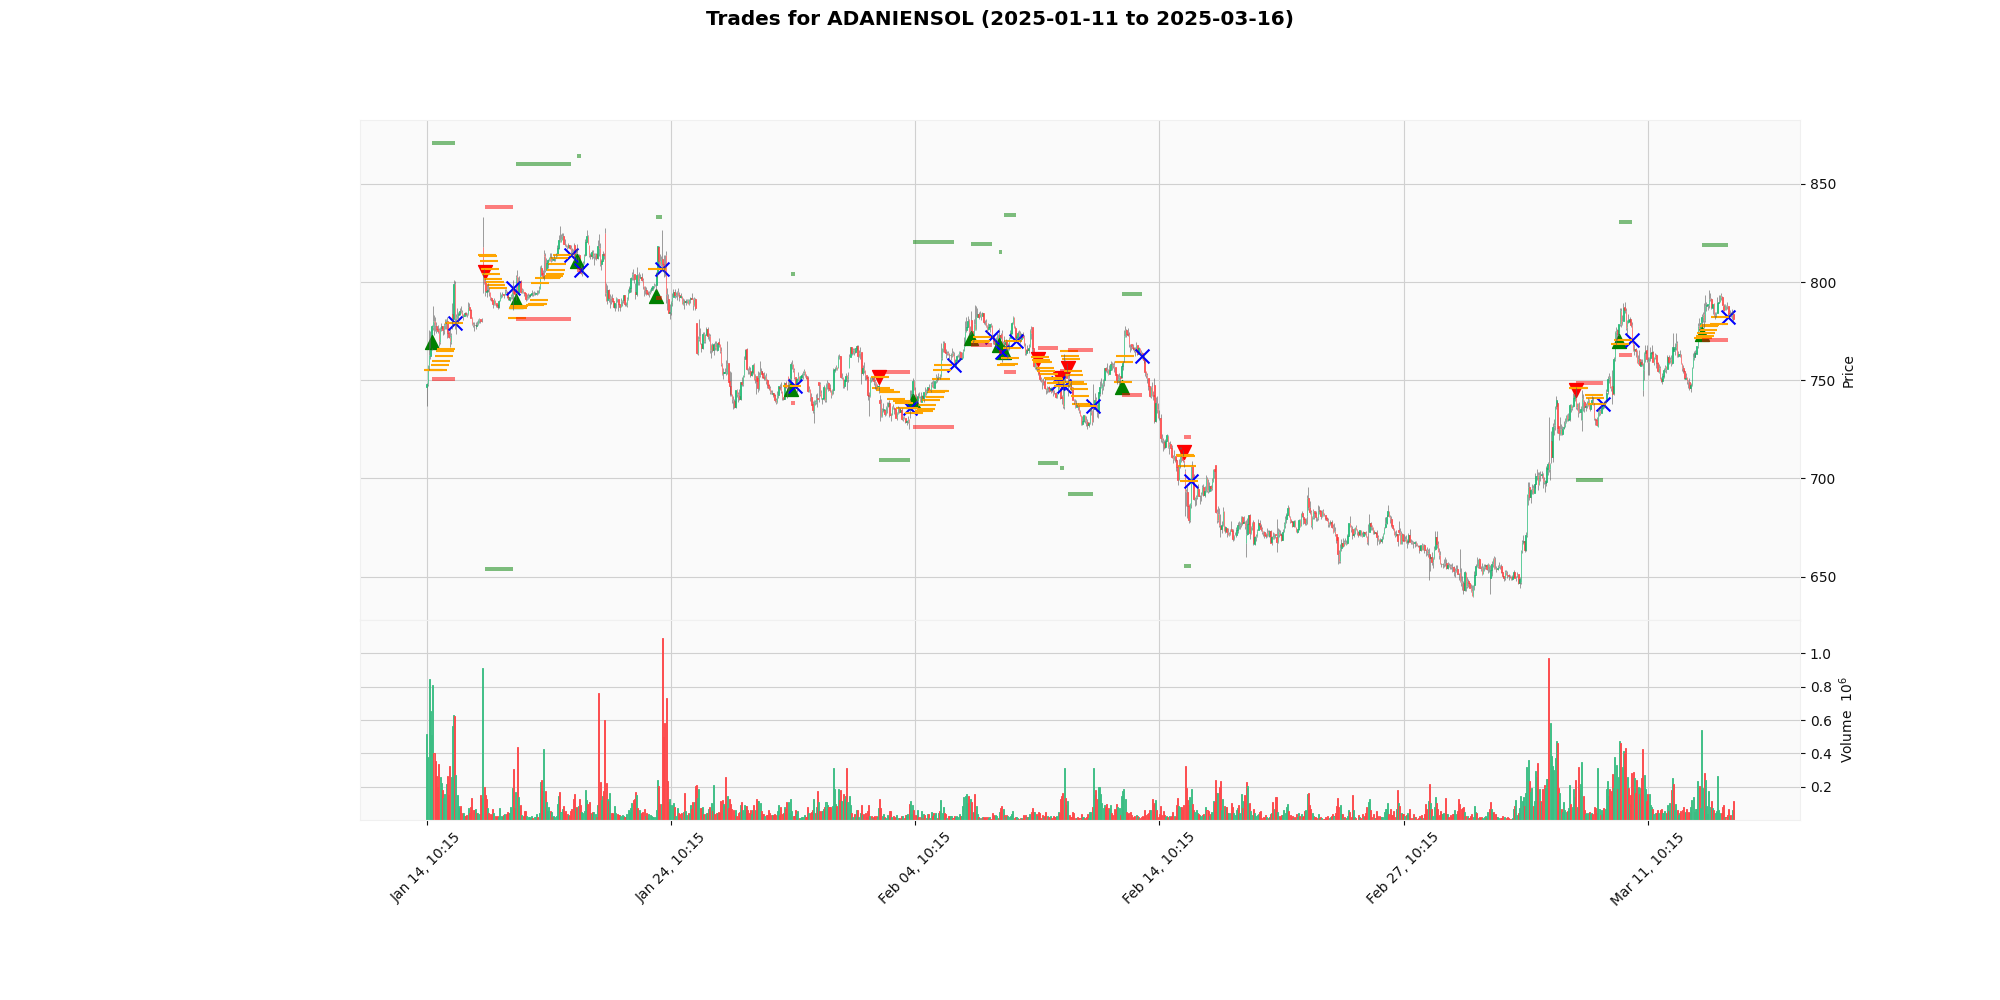 Trades for ADANIENSOL (2025-01-11 to 2025-03-16)
850
800
750
700
650
Price
1.0
0.8
0.6
0.4
0.2
Volume 10^6
Jan 14, 10:15
Jan 24, 10:15
Feb 04, 10:15
Feb 14, 10:15
Feb 27, 10:15
Mar 11, 10:15